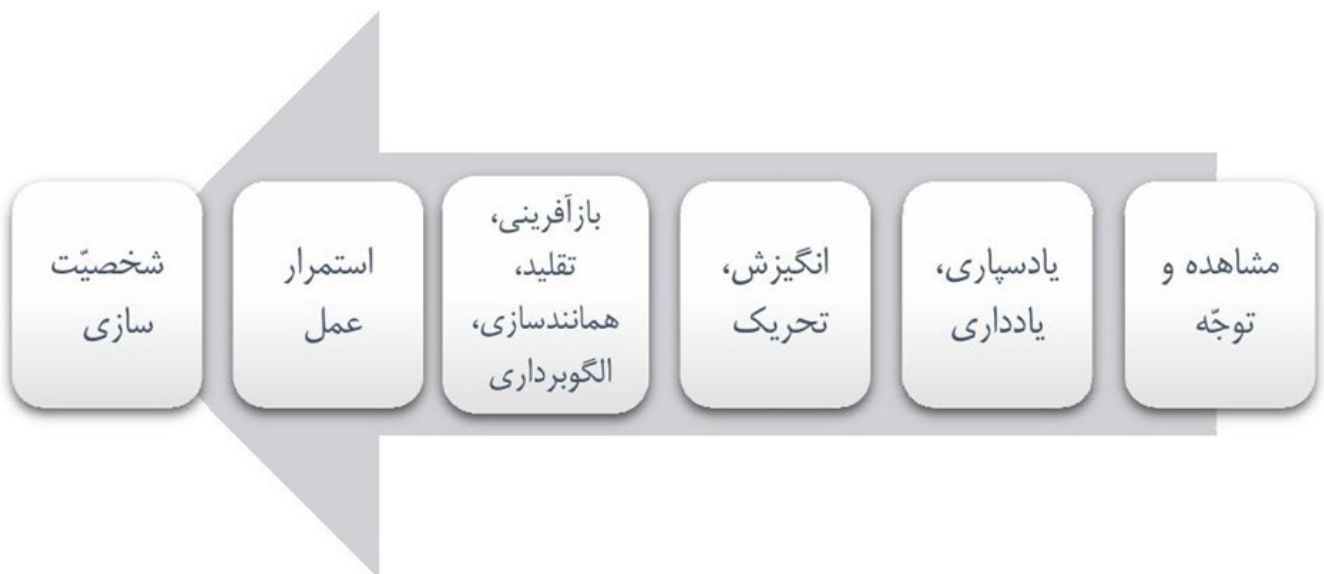 مشاهده و
توجّه
یادسپاری،
یادداری
انگیزش،
تحریک
بازآفرینی،
تقلید،
همانندسازی،
الگوبرداری
استمرار
عمل
شخصیّت
سازی